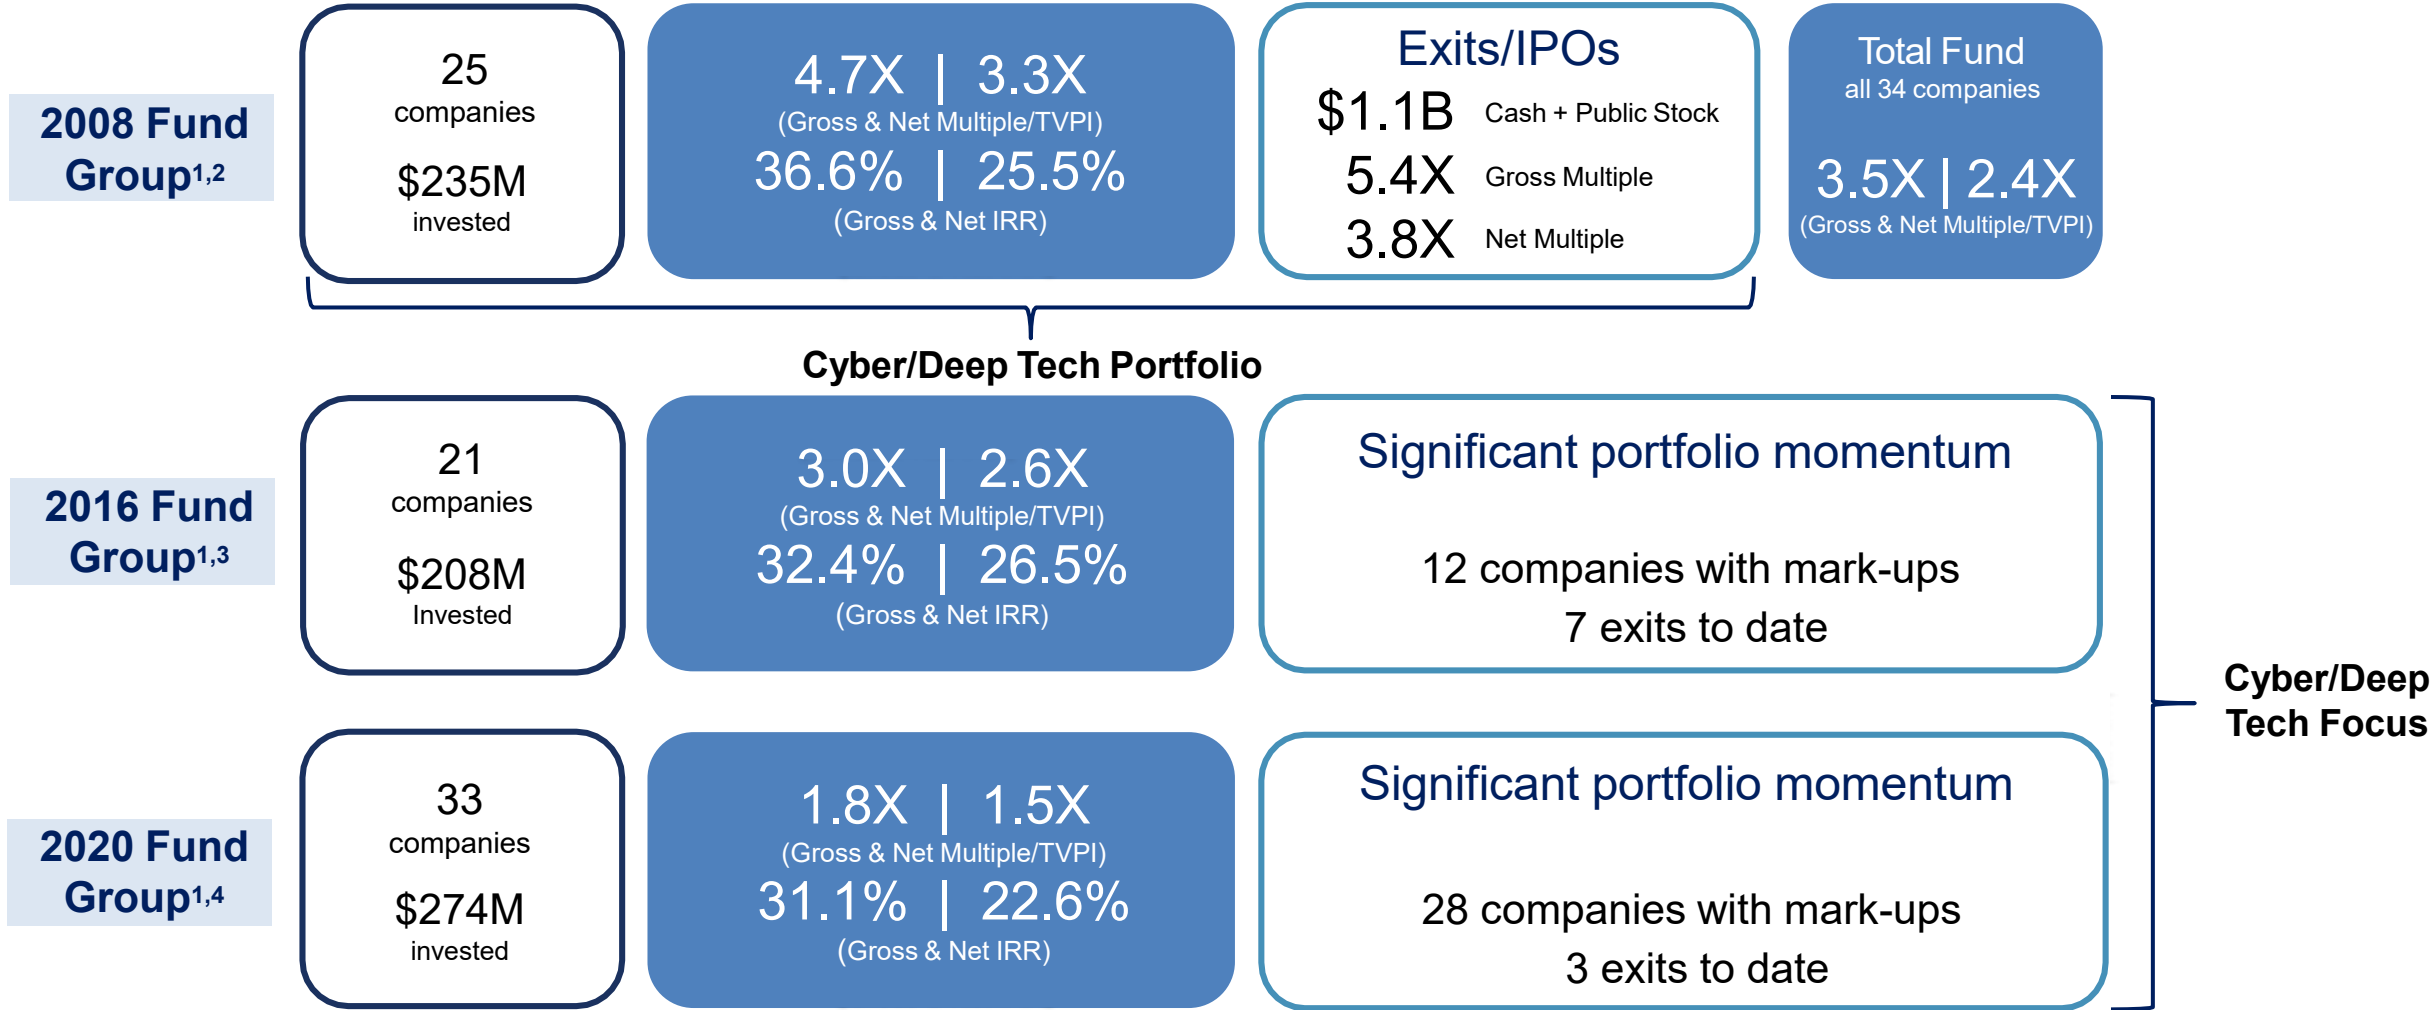 2008 Fund
Group1,2
25
companies
$235M
invested
4.7X | 3.3X
(Gross & Net Multiple/TVPI)
36.6% | 25.5%
(Gross & Net IRR)
Exits/IPOs
$1.1B Cash + Public Stock
5.4X Gross Multiple
3.8X Net Multiple
Total Fund
all 34 companies
3.5X | 2.4X
(Gross & Net Multiple/TVPI)
Cyber/Deep Tech Portfolio
2016 Fund
Group1,3
21
companies
$208M
Invested
3.0X | 2.6X
(Gross & Net Multiple/TVPI)
32.4% | 26.5%
(Gross & Net IRR)
Significant portfolio momentum
12 companies with mark-ups
7 exits to date
2020 Fund
Group1,4
33
companies
$274M
invested
1.8X | 1.5X
(Gross & Net Multiple/TVPI)
31.1% | 22.6%
(Gross & Net IRR)
Significant portfolio momentum
28 companies with mark-ups
3 exits to date
Cyber/Deep
Tech Focus